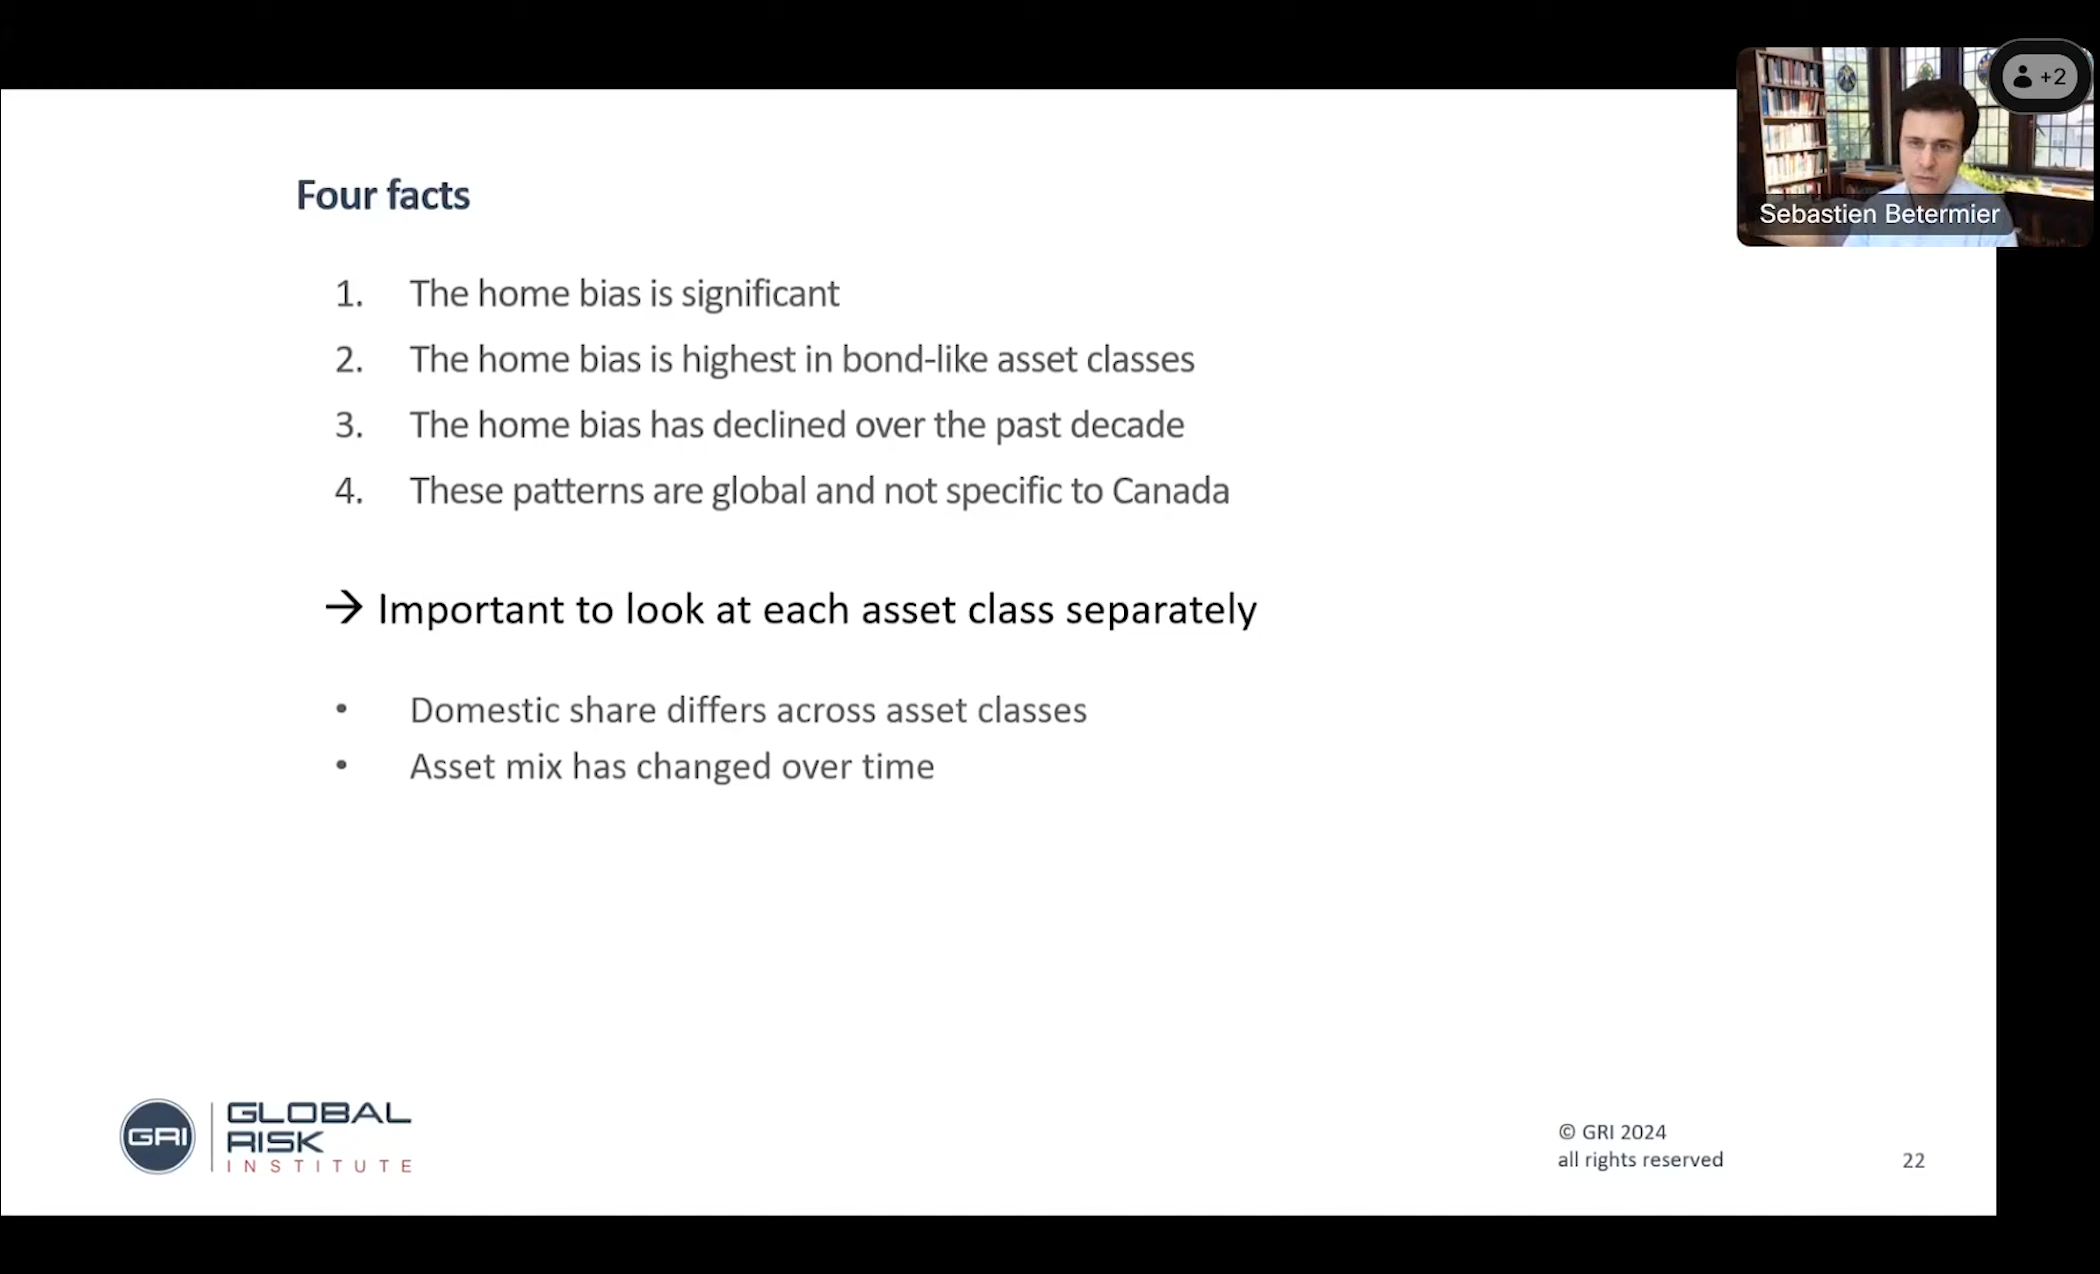 +2
Sebastien Betermier
Four facts
1. The home bias is significant
2. The home bias is highest in bond-like asset classes
3. The home bias has declined over the past decade
4. These patterns are global and not specific to Canada
→ Important to look at each asset class separately
• Domestic share differs across asset classes
• Asset mix has changed over time
GRI
GLOBAL
RISK
INSTITUTE
© GRI 2024
all rights reserved
22